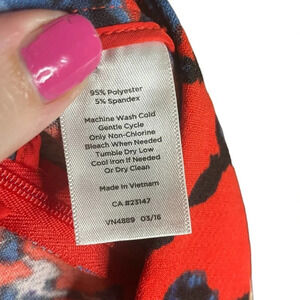 95% Polyester
5% Spandex
Machine Wash Cold
Gentle Cycle
Only Non-Chlorine
Bleach When Needed
Tumble Dry Low
Cool Iron If Needed
Or Dry Clean
Made In Vietnam
CA #23147
VN4889 03/16